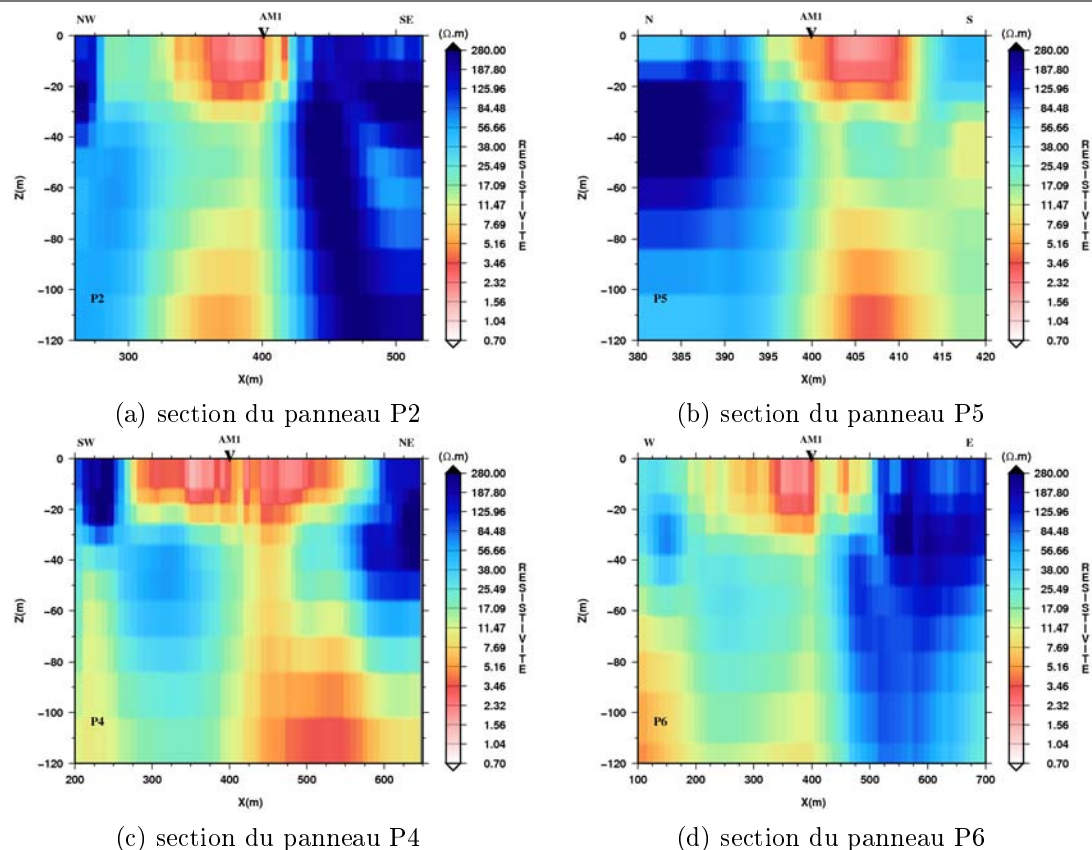 NW AM1 SE
(Ω.m)
0
−20
−40
−60
−80
−100
−120
Z(m)
P2
300 400 500
X(m)
280.00
187.80
125.96
84.48
56.66
38.00
25.49
17.09
11.47
7.69
5.16
3.46
2.32
1.56
1.04
0.70
RESISTIVITE
N AM1 S
(Ω.m)
0
−20
−40
−60
−80
−100
−120
Z(m)
P5
380 385 390 395 400 405 410 415 420
X(m)
280.00
187.80
125.96
84.48
56.66
38.00
25.49
17.09
11.47
7.69
5.16
3.46
2.32
1.56
1.04
0.70
RESISTIVITE
(a) section du panneau P2
(b) section du panneau P5
SW AM1 NE
(Ω.m)
0
−20
−40
−60
−80
−100
−120
Z(m)
P4
200 300 400 500 600
X(m)
280.00
187.80
125.96
84.48
56.66
38.00
25.49
17.09
11.47
7.69
5.16
3.46
2.32
1.56
1.04
0.70
RESISTIVITE
W AM1 E
(Ω.m)
0
−20
−40
−60
−80
−100
−120
Z(m)
P6
100 200 300 400 500 600 700
X(m)
280.00
187.80
125.96
84.48
56.66
38.00
25.49
17.09
11.47
7.69
5.16
3.46
2.32
1.56
1.04
0.70
RESISTIVITE
(c) section du panneau P4
(d) section du panneau P6